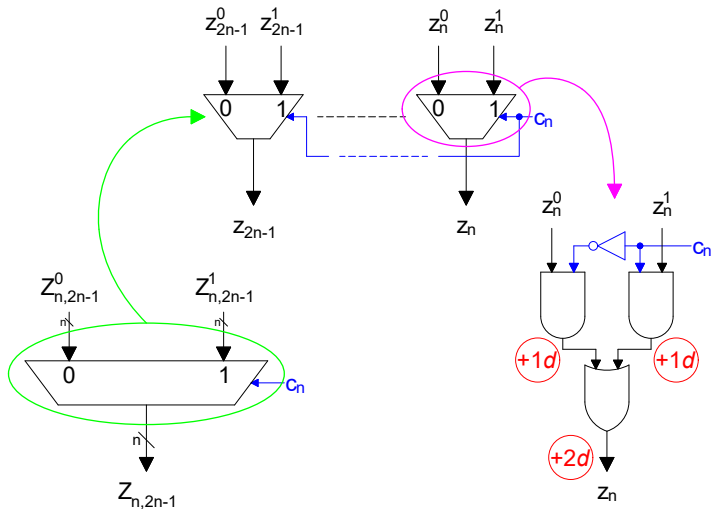 z⁰₂ₙ₋₁ z¹₂ₙ₋₁ z⁰ₙ z¹ₙ
0 1 0 1 cₙ
z₂ₙ₋₁ zₙ
z⁰ₙ z¹ₙ
cₙ
Z⁰ₙ,₂ₙ₋₁ Z¹ₙ,₂ₙ₋₁
n n
0 1 cₙ
+1d +1d
n
+2d
Zₙ,₂ₙ₋₁ zₙ